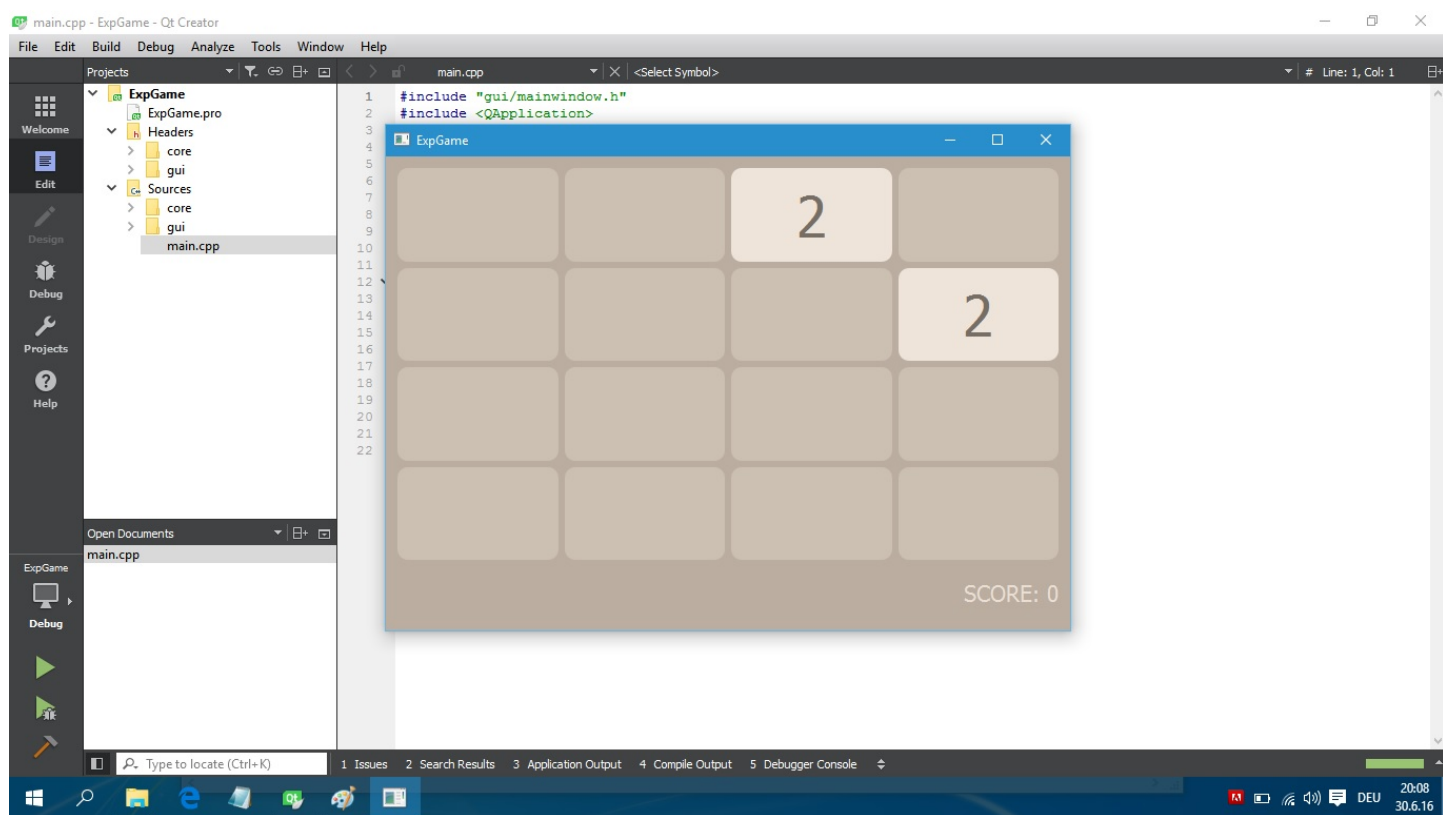 main.cpp - ExpGame - Qt Creator
File Edit Build Debug Analyze Tools Window Help
Projects
main.cpp
<Select Symbol>
# Line: 1, Col: 1
Welcome
Edit
Design
Debug
Projects
Help
ExpGame
Debug
ExpGame
ExpGame.pro
Headers
core
gui
Sources
core
gui
main.cpp
Open Documents
main.cpp
1 #include "gui/mainwindow.h"
2 #include <QApplication>
3
4
5
6
7
8
9
10
11
12
13
14
15
16
17
18
19
20
21
22
ExpGame
2
2
SCORE: 0
Type to locate (Ctrl+K)
1 Issues 2 Search Results 3 Application Output 4 Compile Output 5 Debugger Console
DEU
20:08
30.6.16